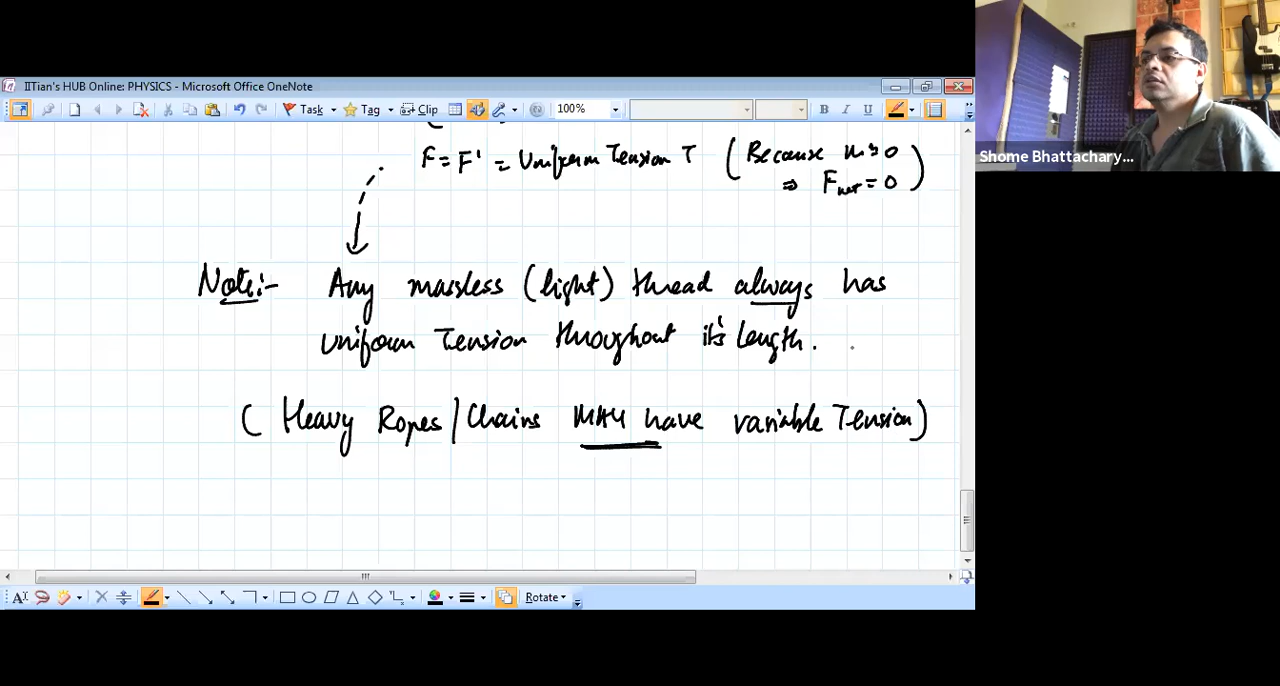 IITian's HUB Online: PHYSICS - Microsoft Office OneNote
Task Tag Clip 100% B I U
F = F' = Uniform Tension T (Because m ≈ 0
⇒ Fnet = 0)
Shome Bhattachary...
Note:- Any massless (light) thread always has
uniform Tension throughout it's length.
(Heavy Ropes / Chains MAY have variable Tension)
A Rotate